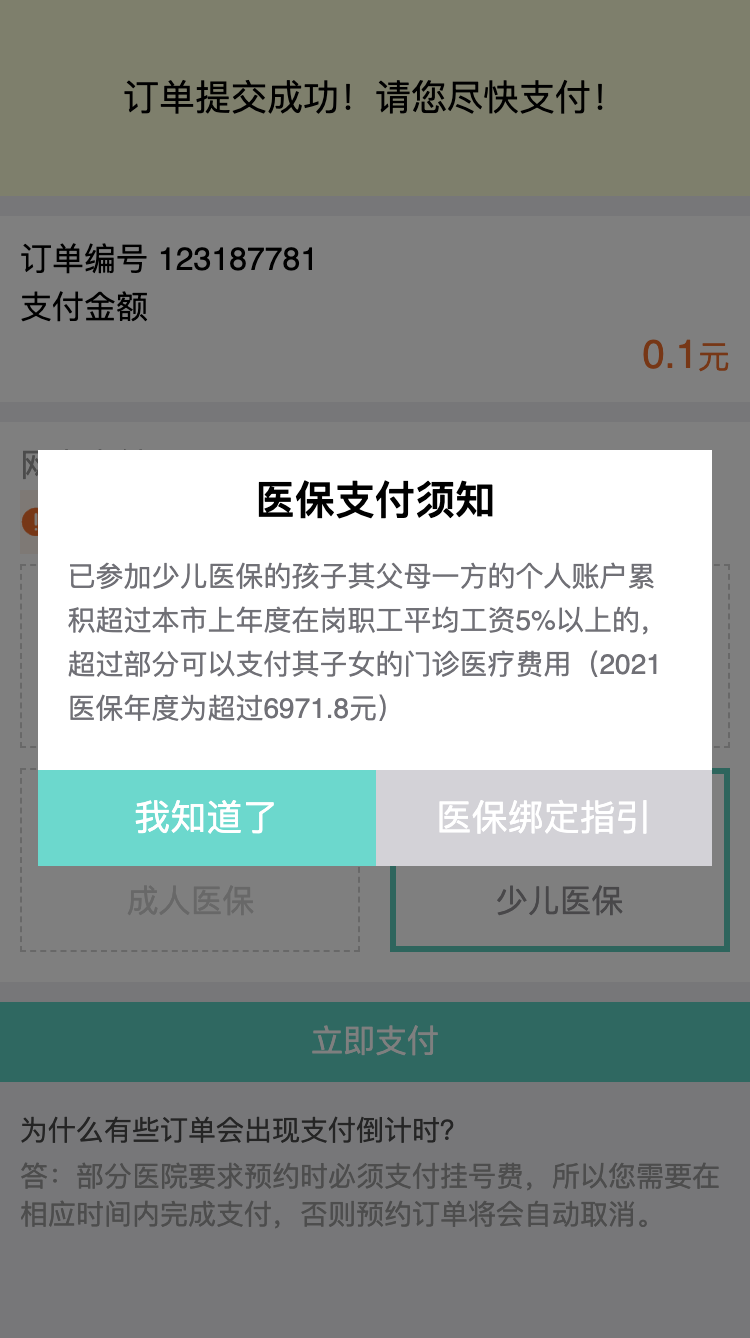 订单提交成功！请您尽快支付！
订单编号 123187781
支付金额
0.1元
医保支付须知
已参加少儿医保的孩子其父母一方的个人账户累
积超过本市上年度在岗职工平均工资5%以上的，
超过部分可以支付其子女的门诊医疗费用（2021
医保年度为超过6971.8元）
我知道了
医保绑定指引
成人医保
少儿医保
立即支付
为什么有些订单会出现支付倒计时?
答：部分医院要求预约时必须支付挂号费，所以您需要在
相应时间内完成支付，否则预约订单将会自动取消。